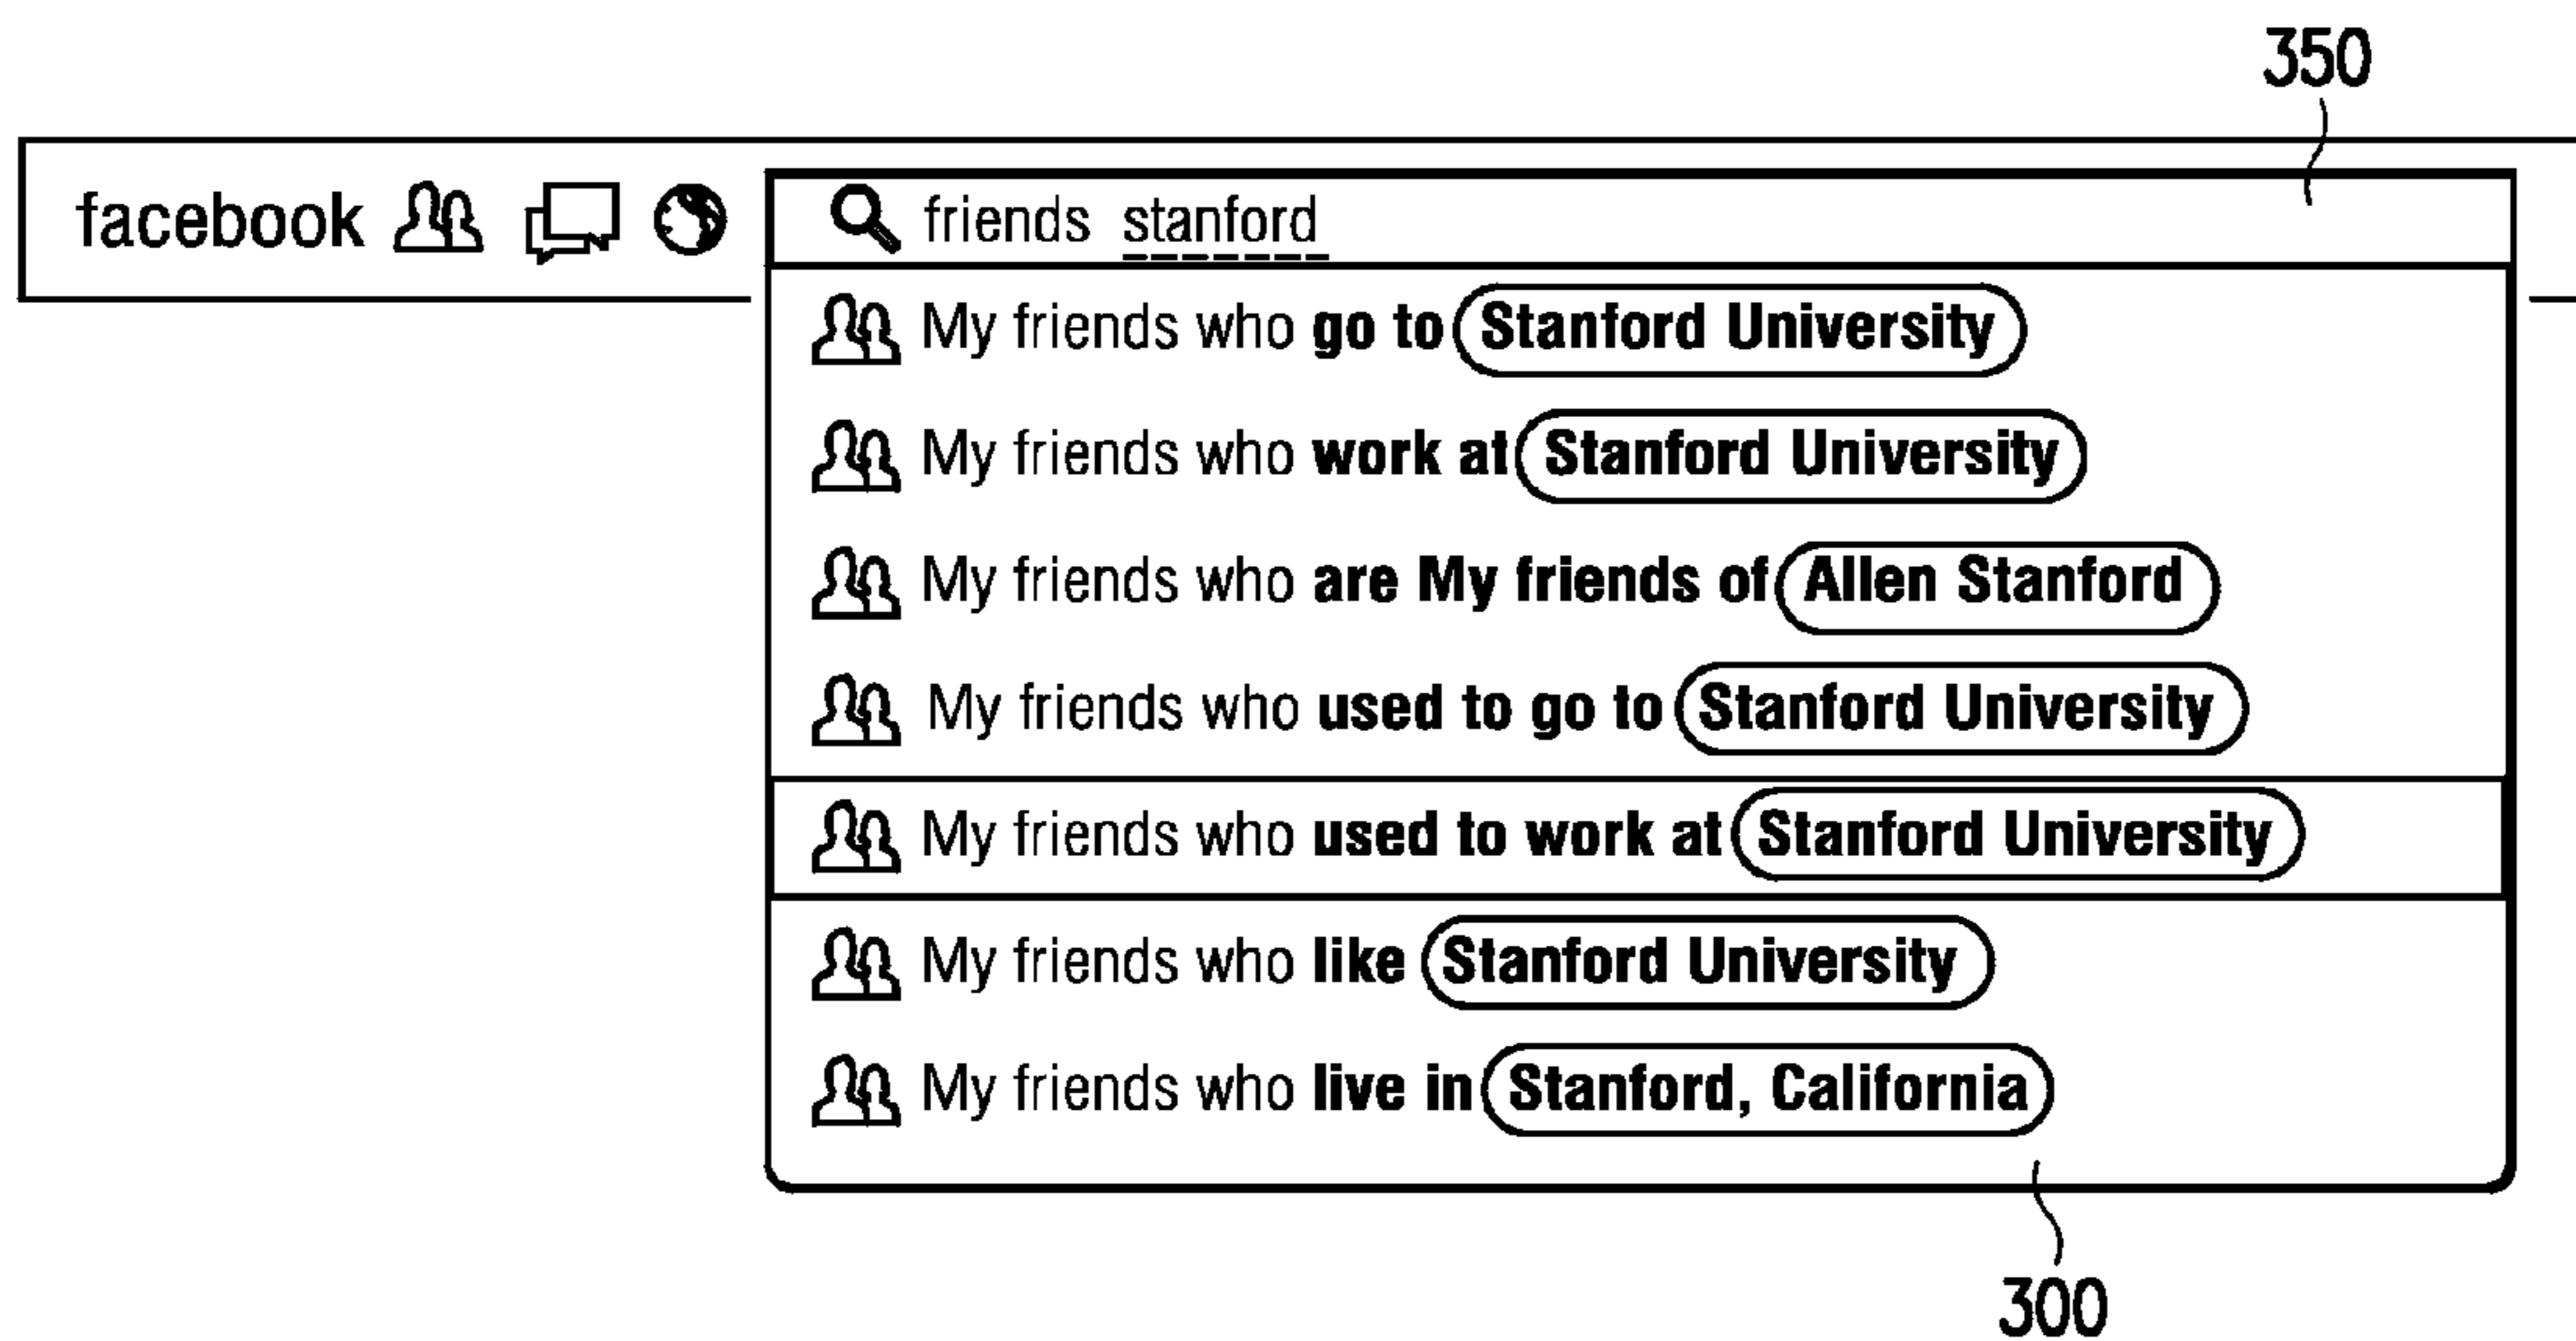 350
facebook friends stanford
My friends who go to Stanford University
My friends who work at Stanford University
My friends who are My friends of Allen Stanford
My friends who used to go to Stanford University
My friends who used to work at Stanford University
My friends who like Stanford University
My friends who live in Stanford, California
300